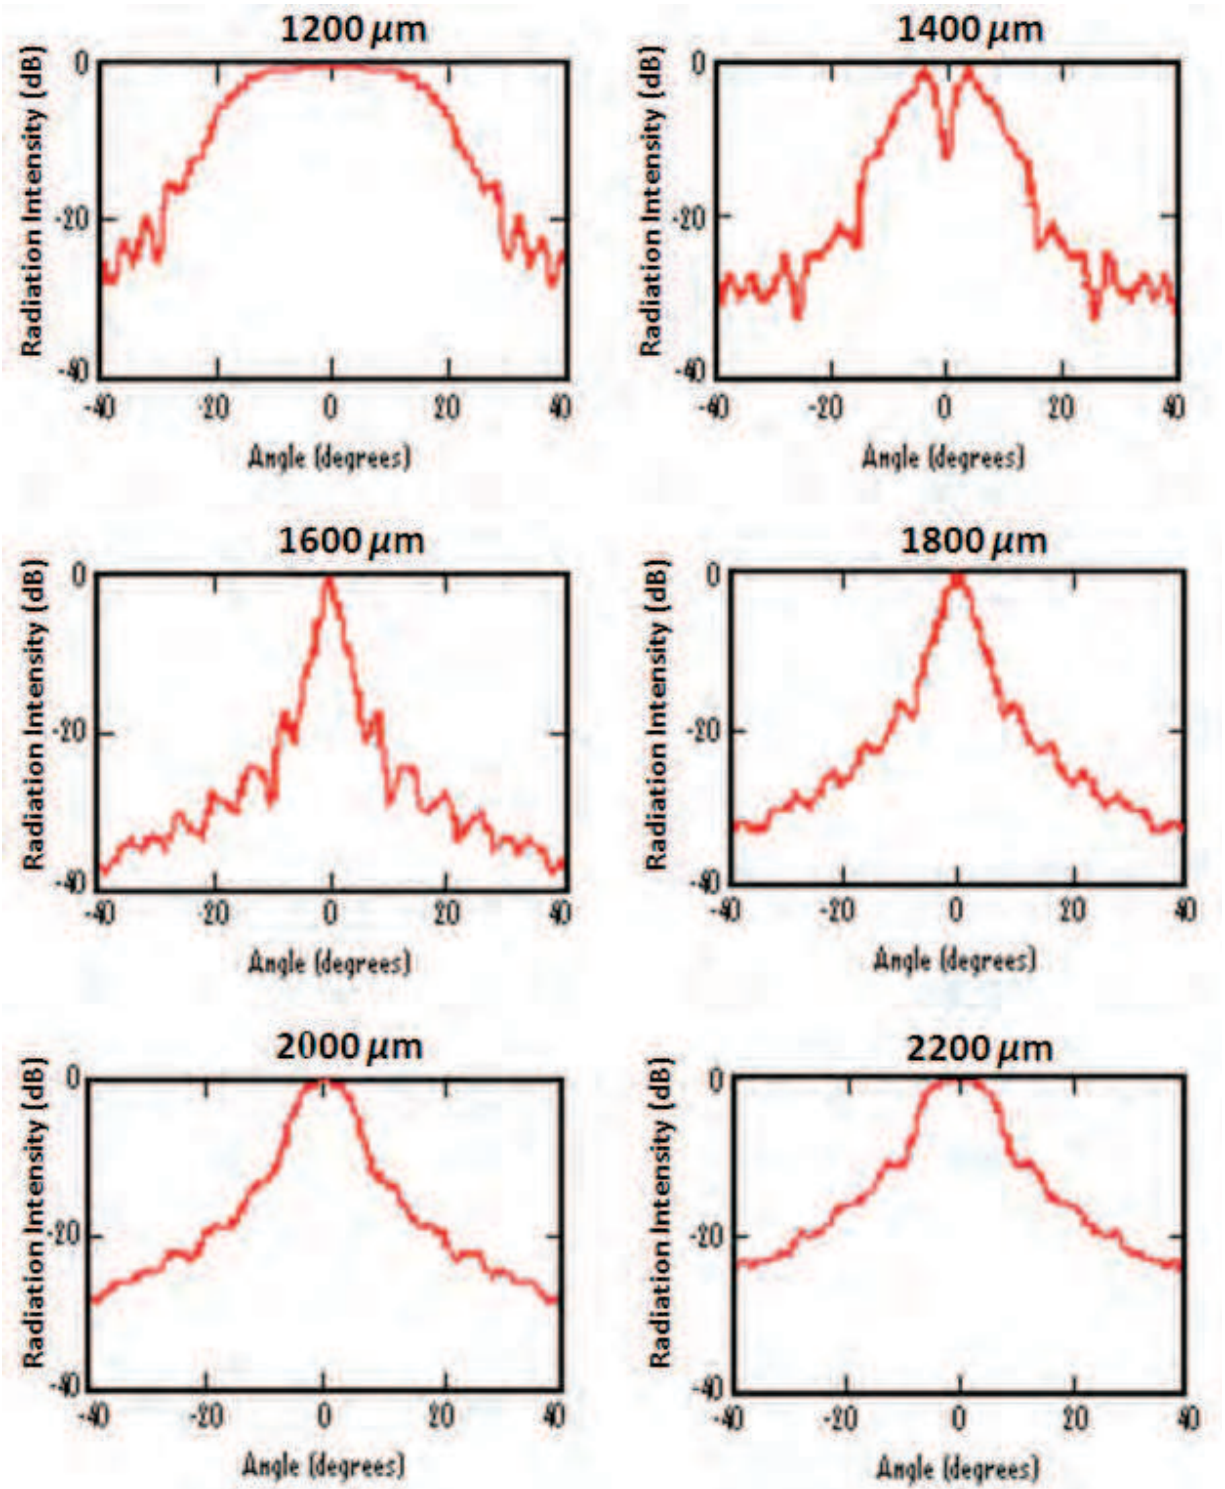 1200 μm 1400 μm
Radiation Intensity (dB) Radiation Intensity (dB)
0 0
-20 -20
-40 -40
-40 -20 0 20 40 -40 -20 0 20 40
Angle (degrees) Angle (degrees)
1600 μm 1800 μm
Radiation Intensity (dB) Radiation Intensity (dB)
0 0
-20 -20
-40 -40
-40 -20 0 20 40 -40 -20 0 20 40
Angle (degrees) Angle (degrees)
2000 μm 2200 μm
Radiation Intensity (dB) Radiation Intensity (dB)
0 0
-20 -20
-40 -40
-40 -20 0 20 40 -40 -20 0 20 40
Angle (degrees) Angle (degrees)